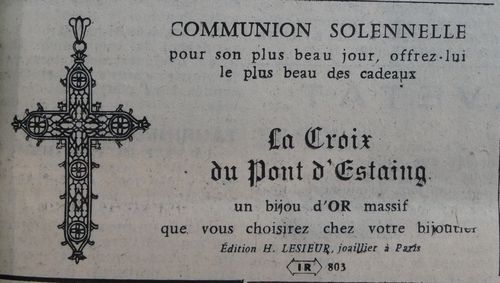 COMMUNION SOLENNELLE
pour son plus beau jour, offrez-lui
le plus beau des cadeaux
La Croix
du Pont d'Estaing
un bijou d'OR massif
que vous choisirez chez votre bijoutier
Édition H. LESIEUR, joaillier à Paris
IR 803